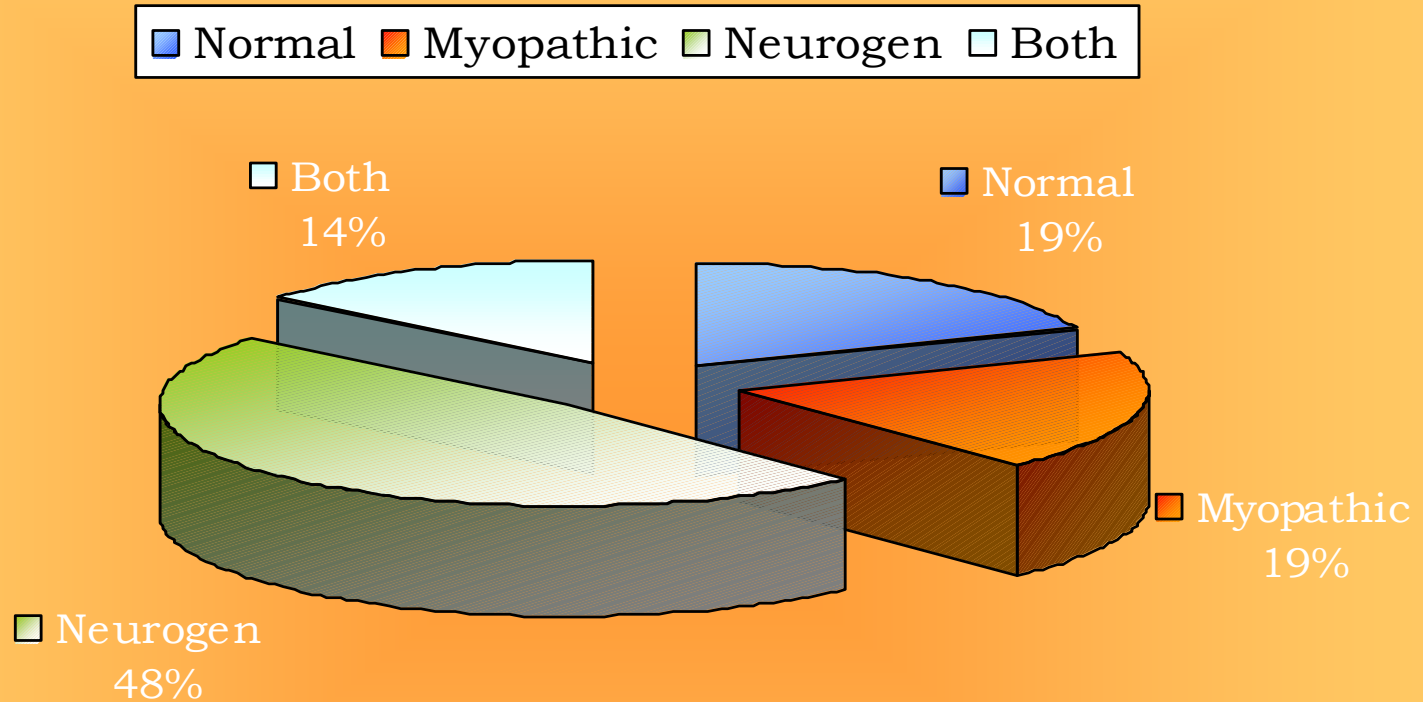 Normal Myopathic Neurogen Both
Both
14%
Normal
19%
Myopathic
19%
Neurogen
48%